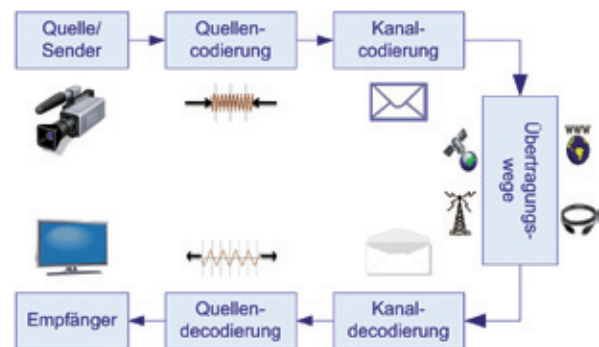 Quelle/
Sender
Quellen-
codierung
Kanal-
codierung
Übertragungs-
wege
WWW
Empfänger
Quellen-
decodierung
Kanal-
decodierung